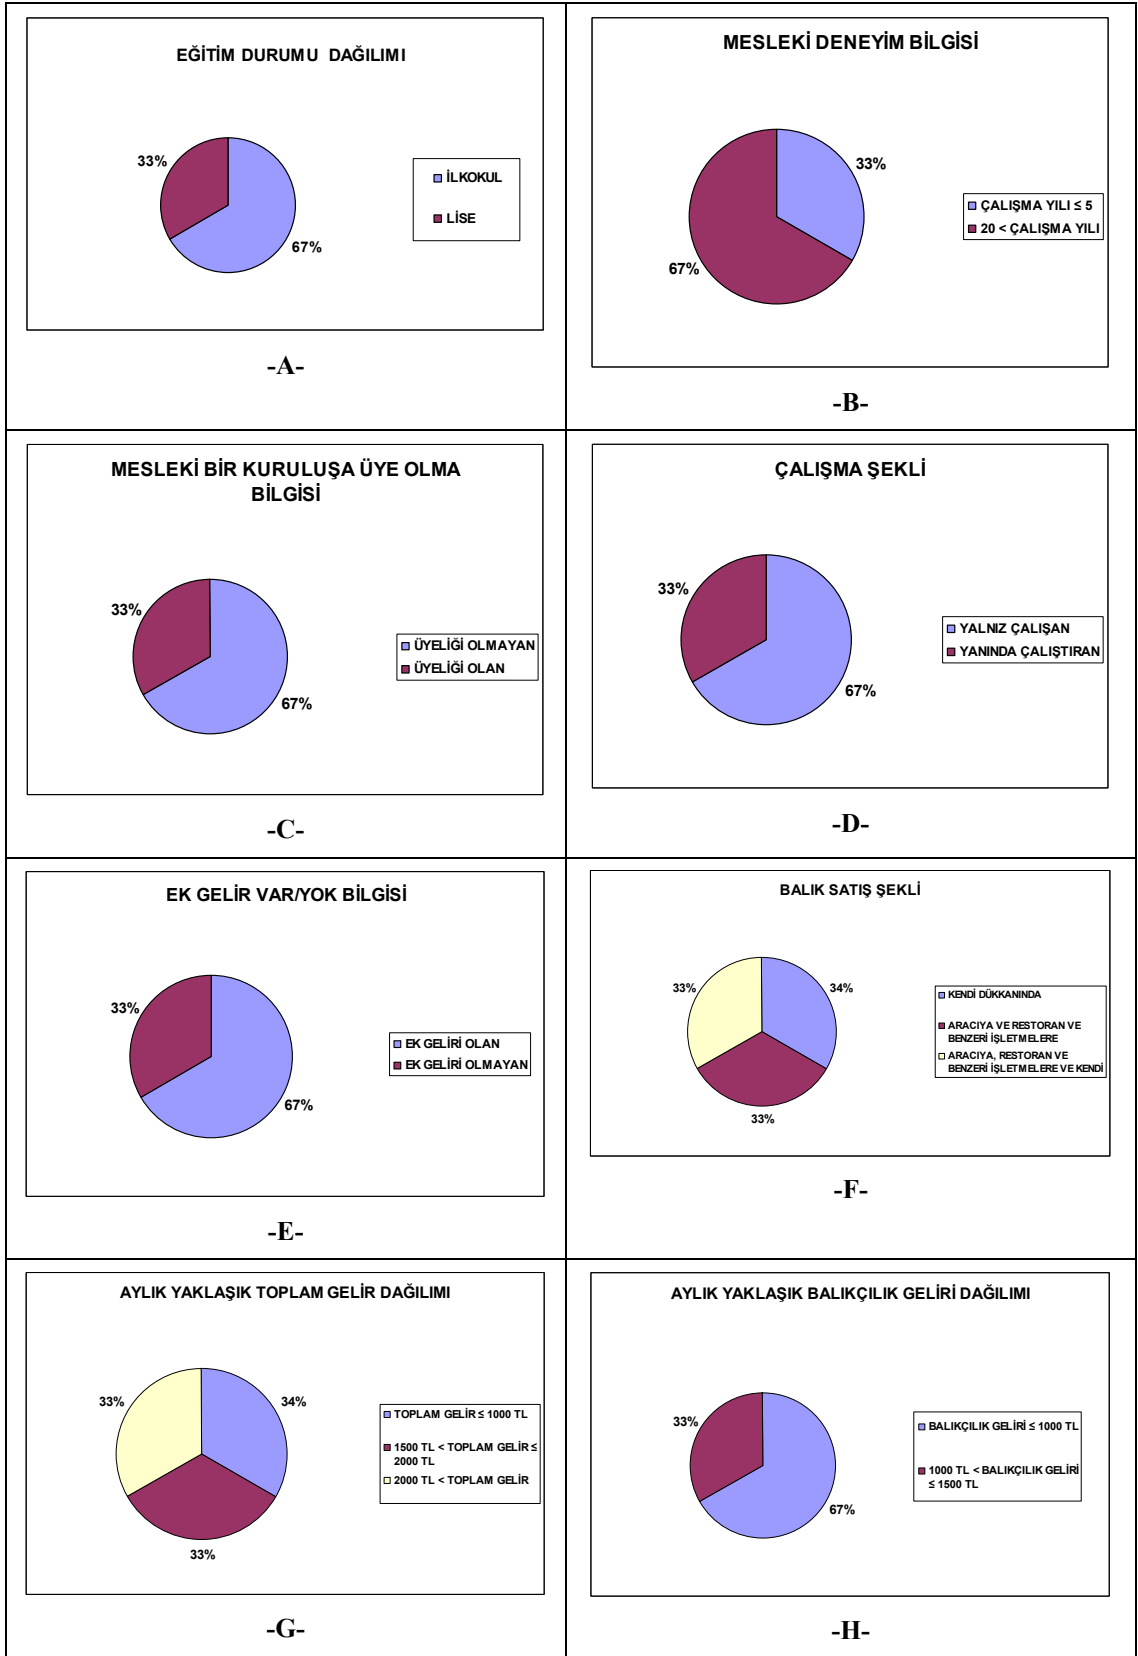 EĞİTİM DURUMU DAĞILIMI
33%
67%
İLKOKUL
LİSE
-A-
MESLEKİ DENEYİM BİLGİSİ
33%
67%
ÇALIŞMA YILI ≤ 5
20 < ÇALIŞMA YILI
-B-
MESLEKİ BİR KURULUŞA ÜYE OLMA
BİLGİSİ
33%
67%
ÜYELİĞİ OLMAYAN
ÜYELİĞİ OLAN
-C-
ÇALIŞMA ŞEKLİ
33%
67%
YALNIZ ÇALIŞAN
YANINDA ÇALIŞTIRAN
-D-
EK GELİR VAR/YOK BİLGİSİ
33%
67%
EK GELİRİ OLAN
EK GELİRİ OLMAYAN
-E-
BALIK SATIŞ ŞEKLİ
33%
34%
33%
KENDİ DÜKKANINDA
ARACIYA VE RESTORAN VE
BENZERİ İŞLETMELERE
ARACIYA, RESTORAN VE
BENZERİ İŞLETMELERE VE KENDİ
-F-
AYLIK YAKLAŞIK TOPLAM GELİR DAĞILIMI
33%
34%
33%
TOPLAM GELİR ≤ 1000 TL
1500 TL < TOPLAM GELİR ≤
2000 TL
2000 TL < TOPLAM GELİR
-G-
AYLIK YAKLAŞIK BALIKÇILIK GELİRİ DAĞILIMI
33%
67%
BALIKÇILIK GELİRİ ≤ 1000 TL
1000 TL < BALIKÇILIK GELİRİ
≤ 1500 TL
-H-